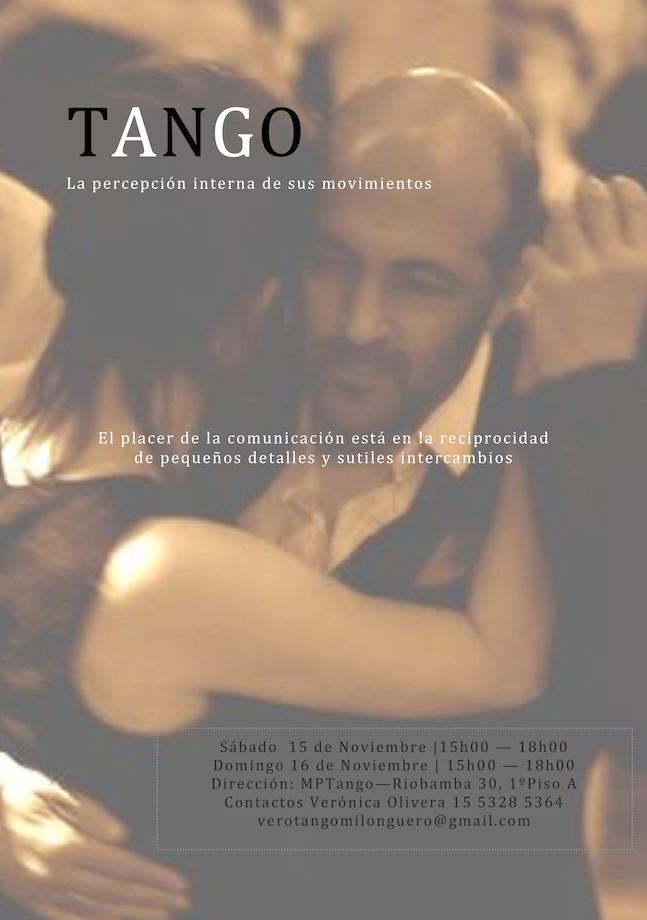 TANGO
La percepción interna de sus movimientos
El placer de la comunicación está en la reciprocidad
de pequeños detalles y sutiles intercambios
Sábado  15 de Noviembre |15h00 — 18h00
Domingo 16 de Noviembre | 15h00 — 18h00
Dirección: MPTango—Riobamba 30, 1ºPiso A
Contactos Verónica Olivera 15 5328 5364
verotangomilonguero@gmail.com